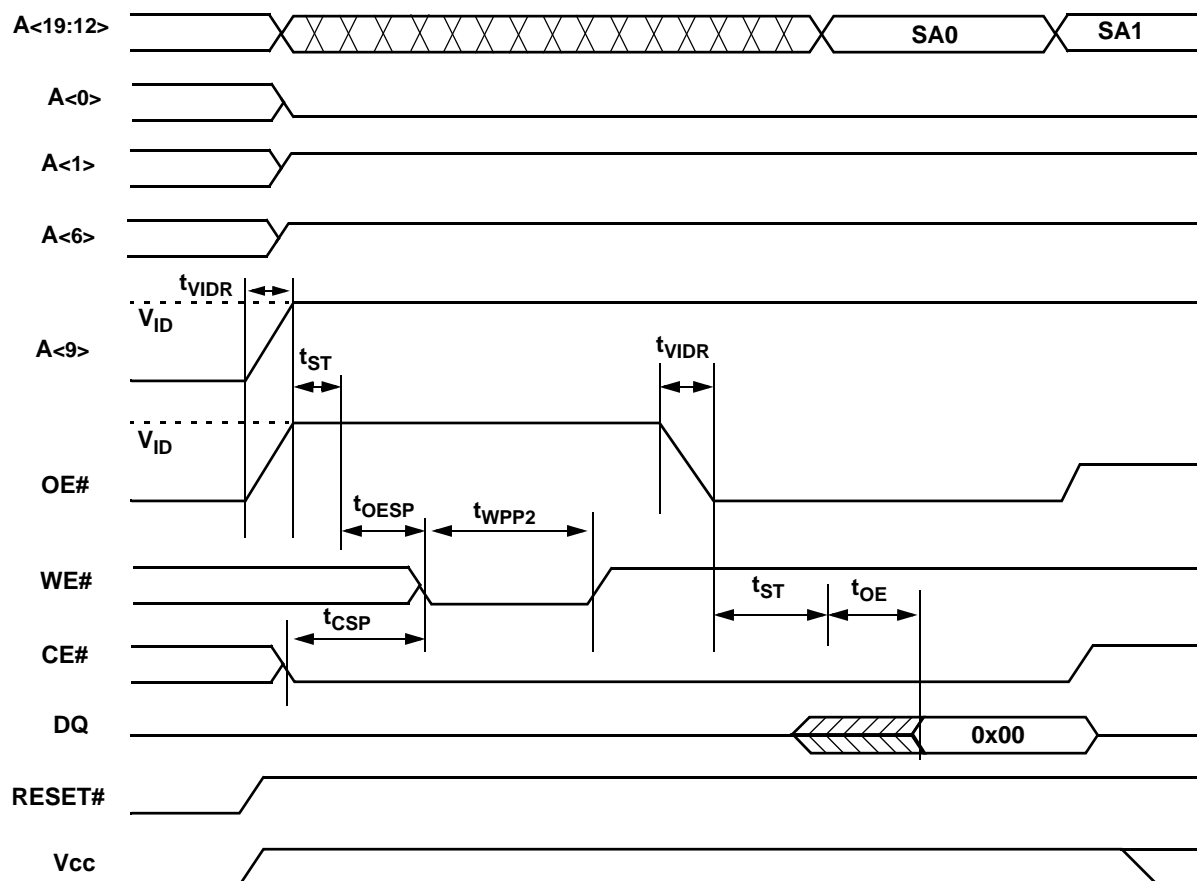 A<19:12>
SA0
SA1
A<0>
A<1>
A<6>
tVIDR
VID
A<9>
tST
tVIDR
VID
OE#
tOESP
tWPP2
WE#
tST
tOE
tCSP
CE#
DQ
0x00
RESET#
Vcc